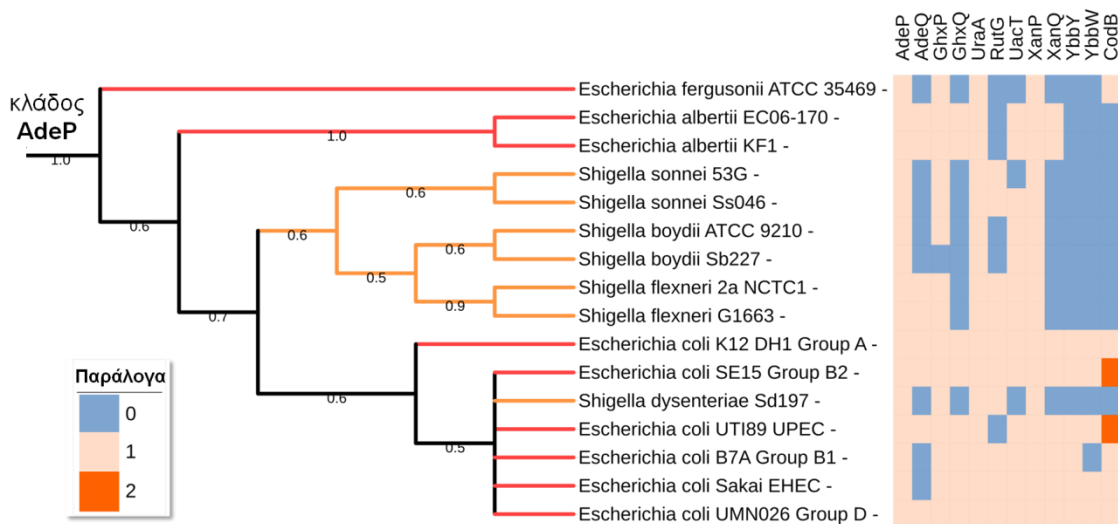 AdeP
AdeQ
GhxP
GhxQ
UraA
RutG
UacT
XanP
XanQ
YbbY
YbbW
CodB
κλάδος
AdeP
1.0
Escherichia fergusonii ATCC 35469 -
Escherichia albertii EC06-170 -
1.0
Escherichia albertii KF1 -
Shigella sonnei 53G -
0.6
Shigella sonnei Ss046 -
0.6
0.6
Shigella boydii ATCC 9210 -
0.6
Shigella boydii Sb227 -
0.5
Shigella flexneri 2a NCTC1 -
0.9
Shigella flexneri G1663 -
0.7
Escherichia coli K12 DH1 Group A -
Escherichia coli SE15 Group B2 -
0.6
Shigella dysenteriae Sd197 -
Escherichia coli UTI89 UPEC -
0.5
Escherichia coli B7A Group B1 -
Escherichia coli Sakai EHEC -
Escherichia coli UMN026 Group D -
Παράλογα
0
1
2